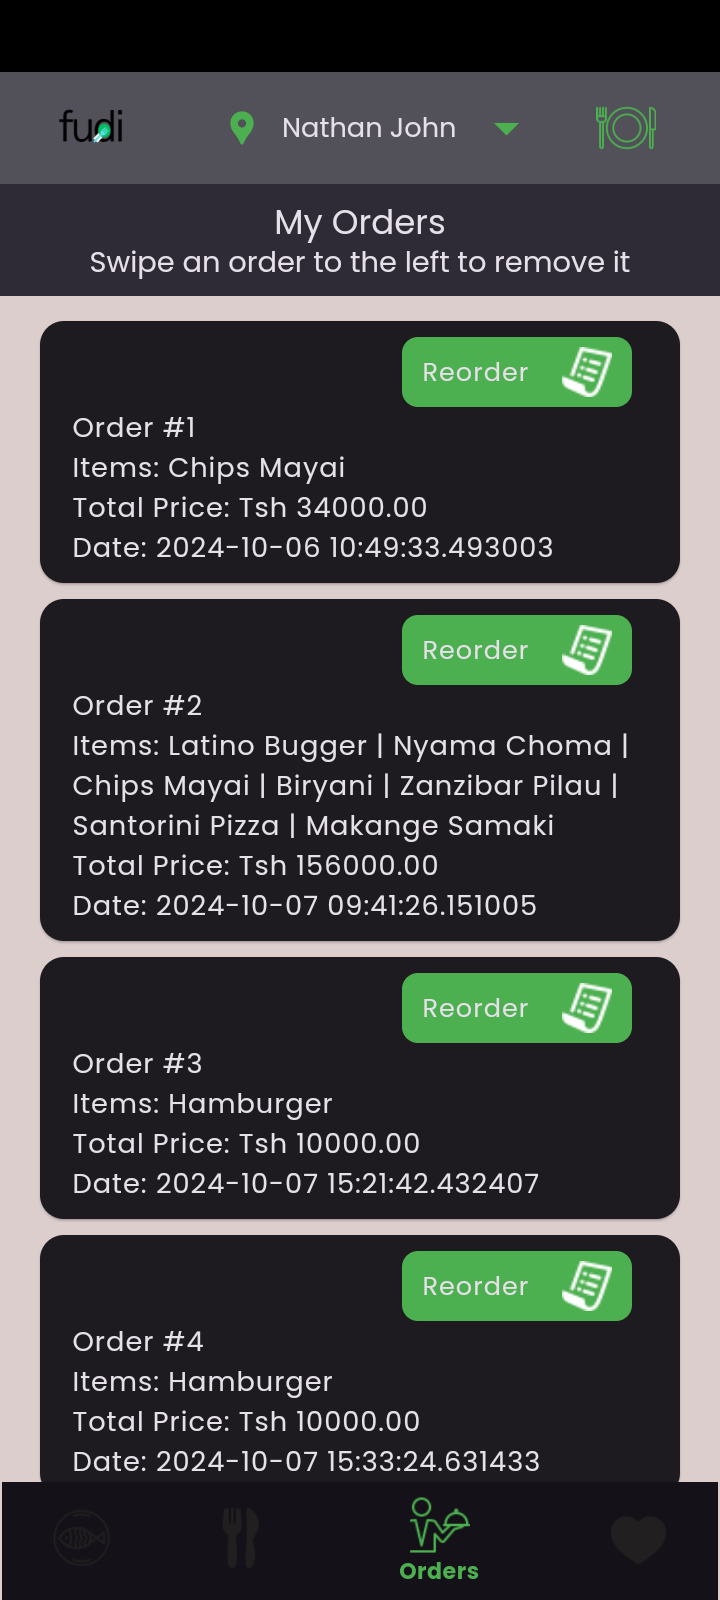 fudi
Nathan John
My Orders
Swipe an order to the left to remove it
Reorder
Order #1
Items: Chips Mayai
Total Price: Tsh 34000.00
Date: 2024-10-06 10:49:33.493003
Reorder
Order #2
Items: Latino Bugger | Nyama Choma |
Chips Mayai | Biryani | Zanzibar Pilau |
Santorini Pizza | Makange Samaki
Total Price: Tsh 156000.00
Date: 2024-10-07 09:41:26.151005
Reorder
Order #3
Items: Hamburger
Total Price: Tsh 10000.00
Date: 2024-10-07 15:21:42.432407
Reorder
Order #4
Items: Hamburger
Total Price: Tsh 10000.00
Date: 2024-10-07 15:33:24.631433
Orders